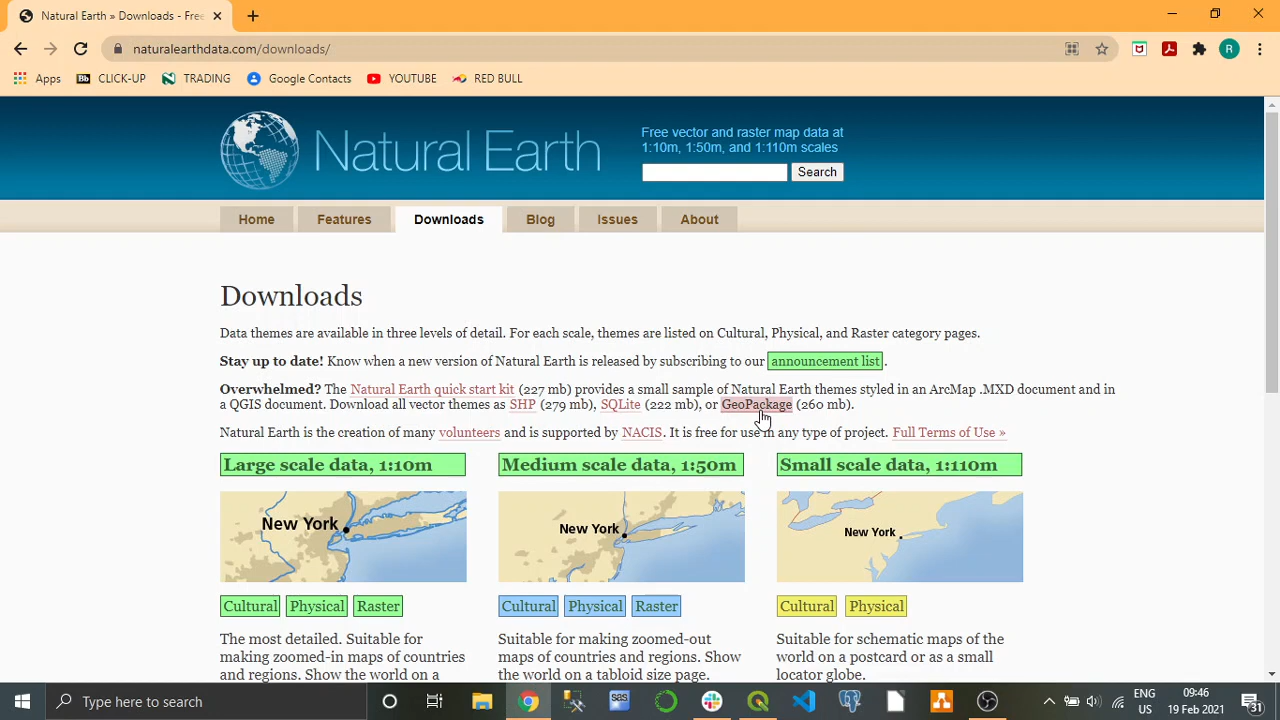 Natural Earth » Downloads - Free
naturalearthdata.com/downloads/
R
Apps
Bb
CLICK-UP
TRADING
Google Contacts
YOUTUBE
RED BULL
Natural Earth
Free vector and raster map data at
1:10m, 1:50m, and 1:110m scales
Search
Home
Features
Downloads
Blog
Issues
About
Downloads
Data themes are available in three levels of detail. For each scale, themes are listed on Cultural, Physical, and Raster category pages.
Stay up to date! Know when a new version of Natural Earth is released by subscribing to our announcement list.
Overwhelmed? The Natural Earth quick start kit (227 mb) provides a small sample of Natural Earth themes styled in an ArcMap .MXD document and in
a QGIS document. Download all vector themes as SHP (279 mb), SQLite (222 mb), or GeoPackage (260 mb).
Natural Earth is the creation of many volunteers and is supported by NACIS. It is free for use in any type of project. Full Terms of Use »
Large scale data, 1:10m
New York
Cultural
Physical
Raster
The most detailed. Suitable for
making zoomed-in maps of countries
and regions. Show the world on a
Medium scale data, 1:50m
New York
Cultural
Physical
Raster
Suitable for making zoomed-out
maps of countries and regions. Show
the world on a tabloid size page.
Small scale data, 1:110m
New York
Cultural
Physical
Suitable for schematic maps of the
world on a postcard or as a small
locator globe.
Type here to search
SAS
ENG
UK
09:46
19 Feb 2021
31